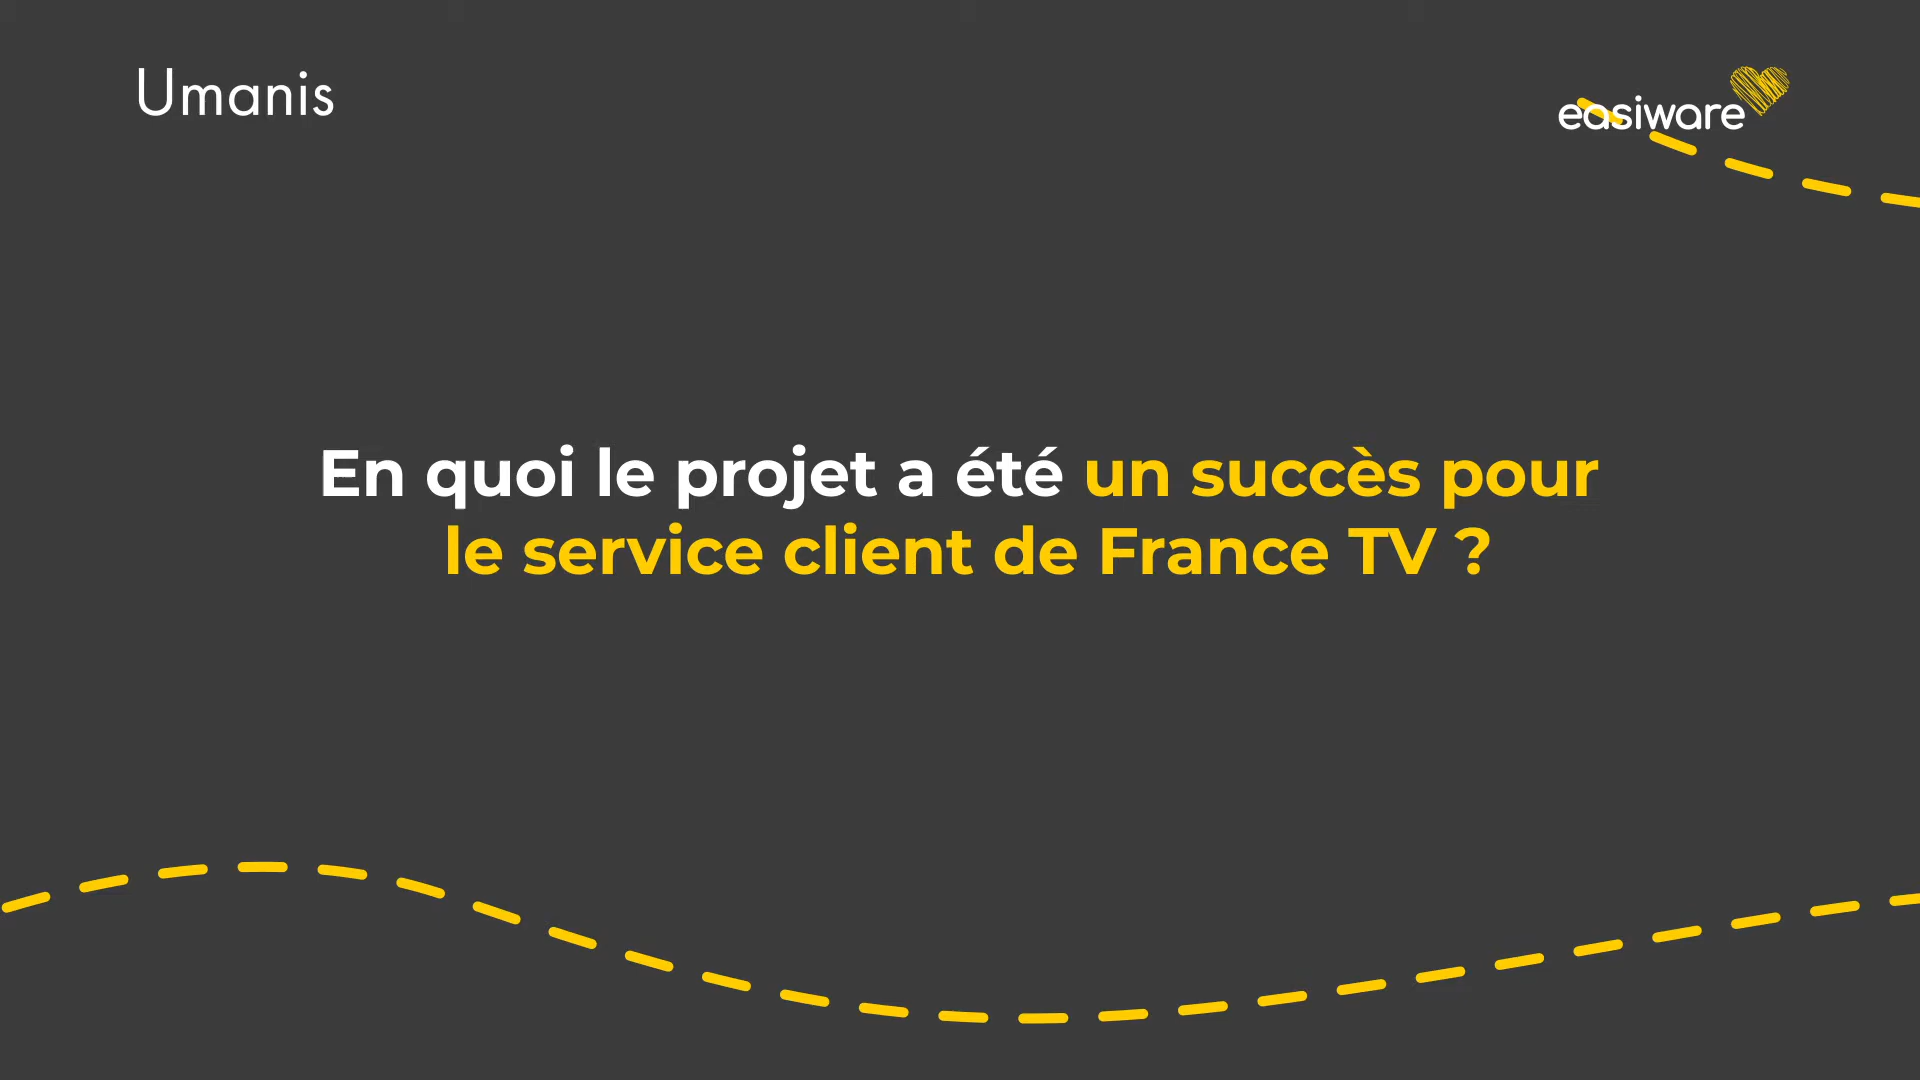 Umanis
easiware
En quoi le projet a été un succès pour
le service client de France TV ?